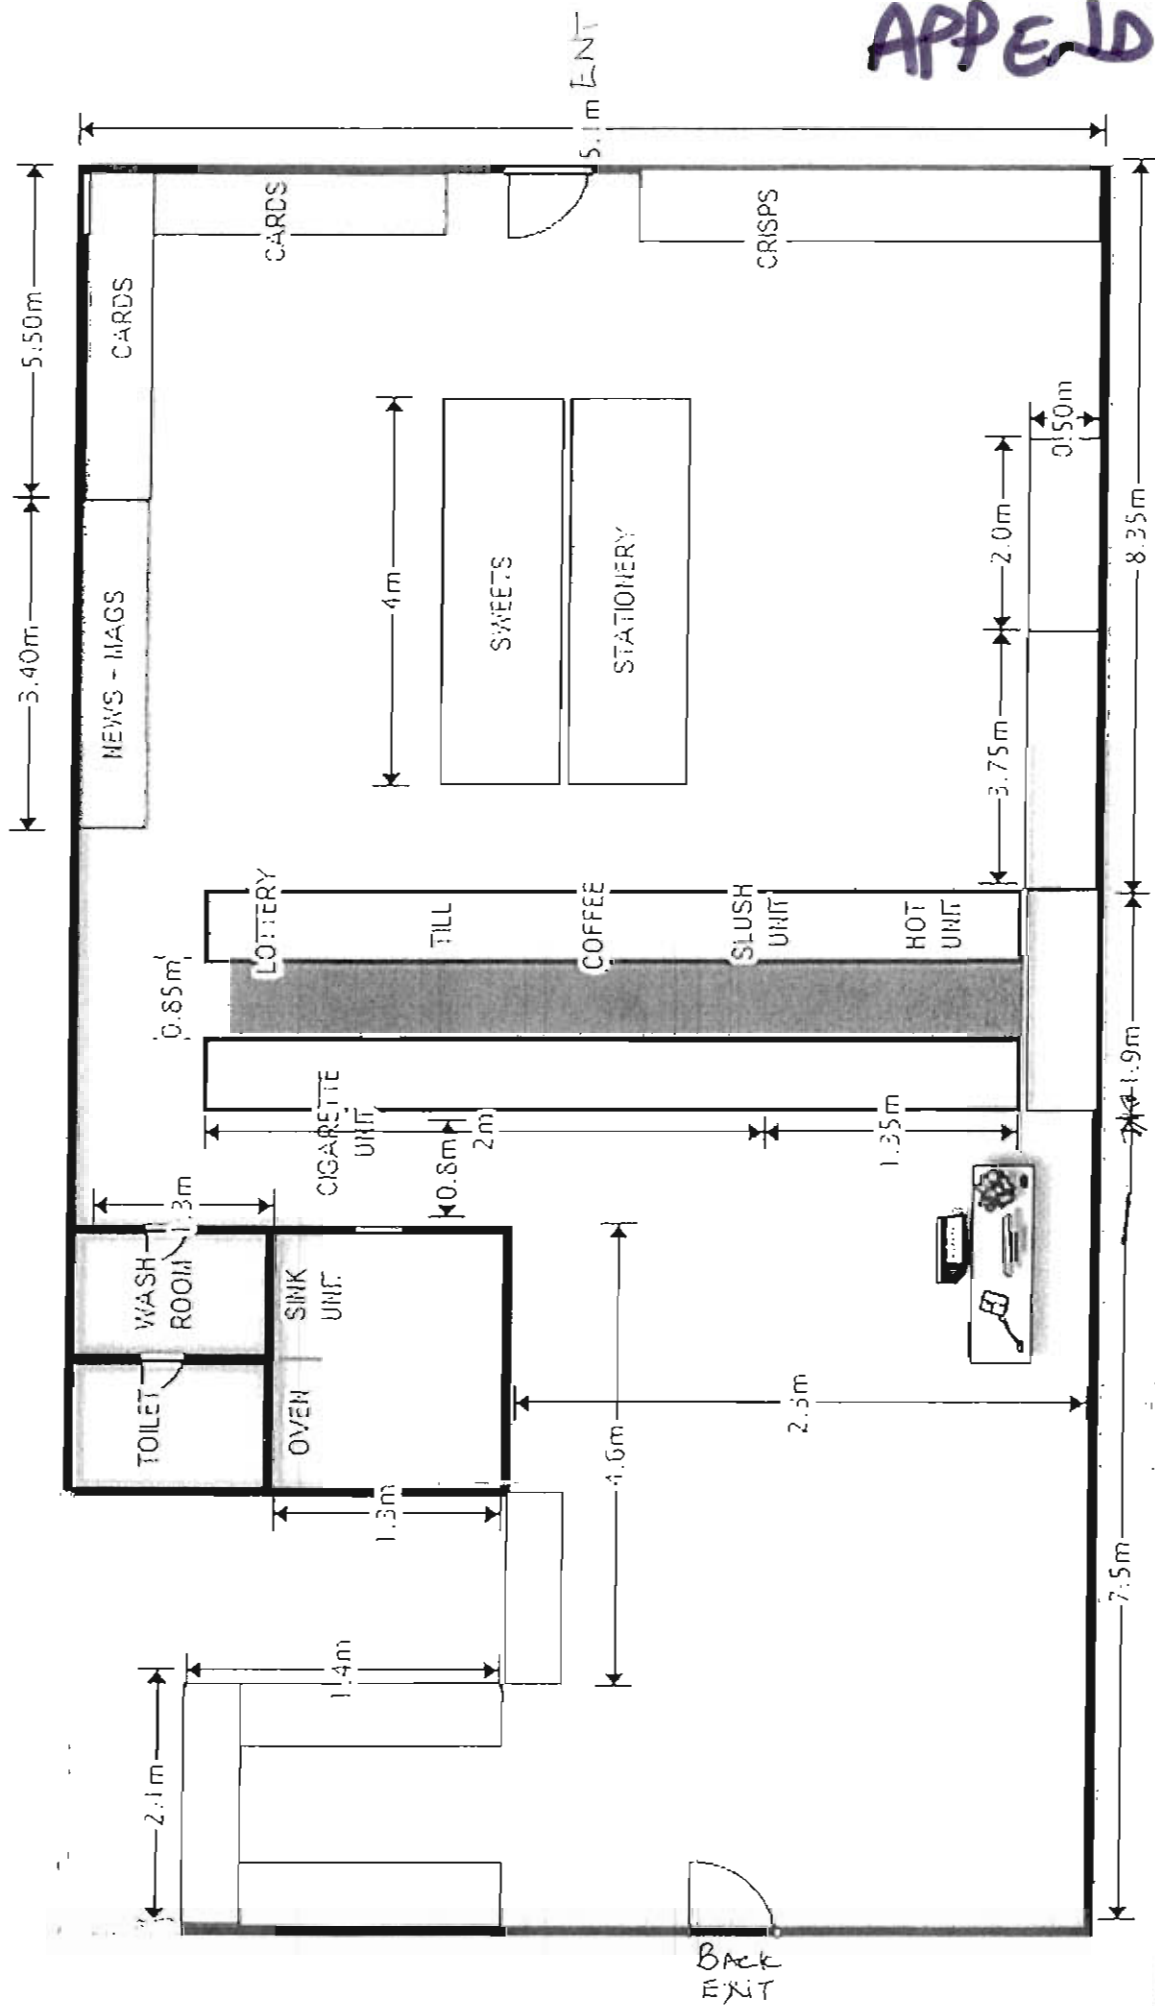 APPEND
ENT
5.1m
5.50m
3.40m
CARDS
CARDS
CRISPS
NEWS - MAGS
4m
SWEETS
STATIONERY
0.50m
2.0m
3.75m
8.35m
LOTTERY
TILL
COFFEE
SLUSH
UNIT
HOT
UNIT
0.85m
1.9m
CIGARETTE
UNIT
2m
1.35m
0.8m
WASH
ROOM
SINK
UNIT
TOILET
OVEN
2.3m
4.6m
1.3m
1.4m
2.1m
7.5m
BACK
EXIT